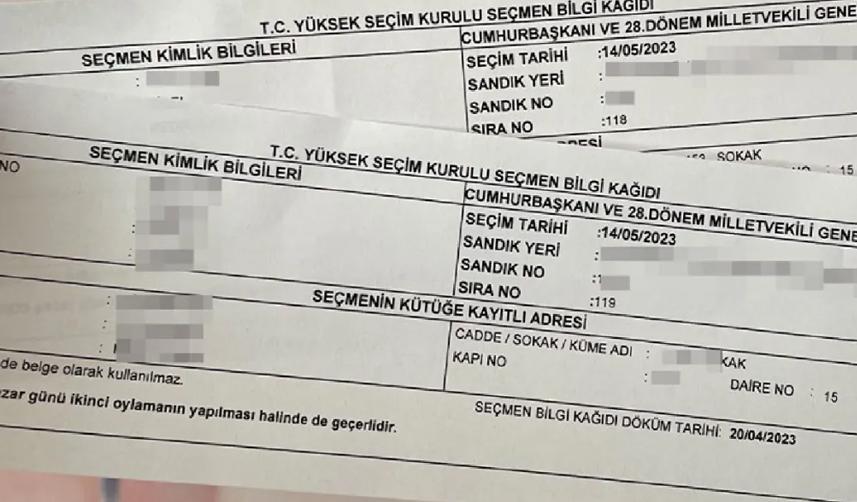 T.C. YÜKSEK SEÇİM KURULU SEÇMEN BİLGİ KAĞIDI
SEÇMEN KİMLİK BİLGİLERİ
CUMHURBAŞKANI VE 28.DÖNEM MİLLETVEKİLİ GENE
SEÇİM TARİHİ :14/05/2023
SANDIK YERİ :
SANDIK NO :
SIRA NO :118
SOKAK
15
T.C. YÜKSEK SEÇİM KURULU SEÇMEN BİLGİ KAĞIDI
SEÇMEN KİMLİK BİLGİLERİ
NO
CUMHURBAŞKANI VE 28.DÖNEM MİLLETVEKİLİ GENE
SEÇİM TARİHİ :14/05/2023
SANDIK YERİ :
SANDIK NO :
SIRA NO :119
SEÇMENİN KÜTÜĞE KAYITLI ADRESİ
CADDE / SOKAK / KÜME ADI : KAK
KAPI NO : DAİRE NO : 15
de belge olarak kullanılmaz.
zar günü ikinci oylamanın yapılması halinde de geçerlidir.
SEÇMEN BİLGİ KAĞIDI DÖKÜM TARİHİ: 20/04/2023